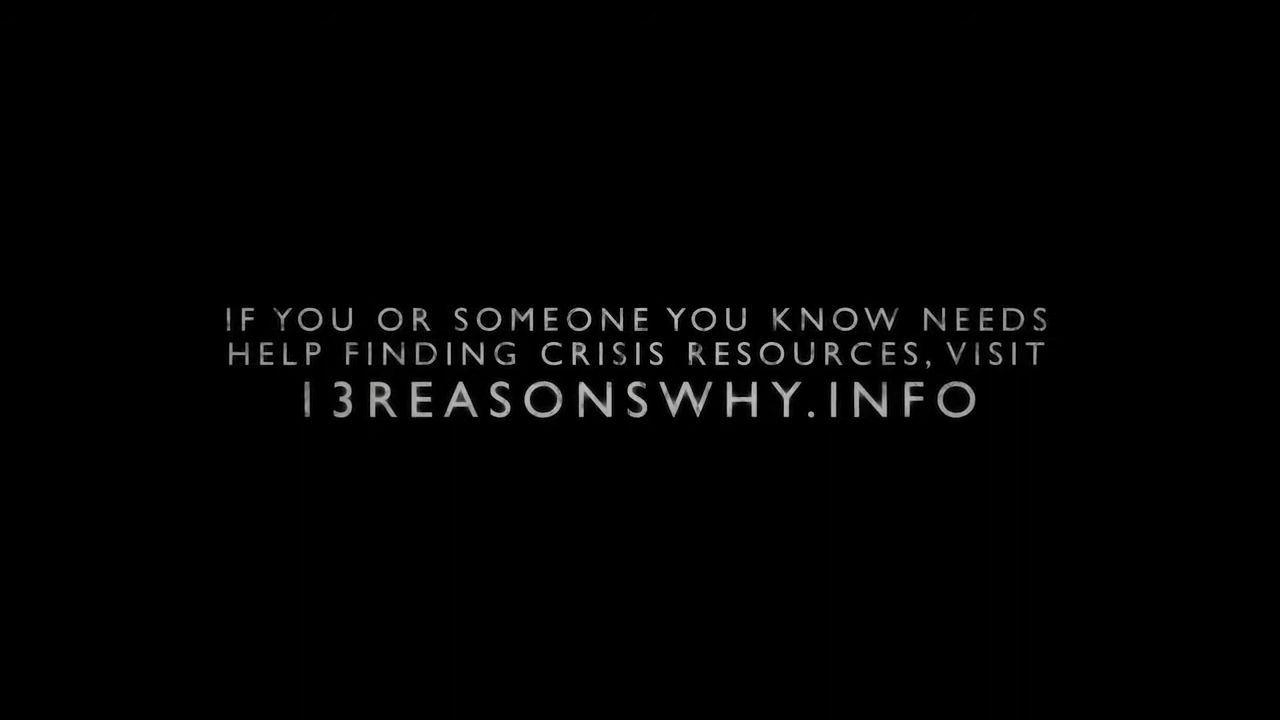 IF YOU OR SOMEONE YOU KNOW NEEDS
HELP FINDING CRISIS RESOURCES, VISIT
13REASONSWHY.INFO